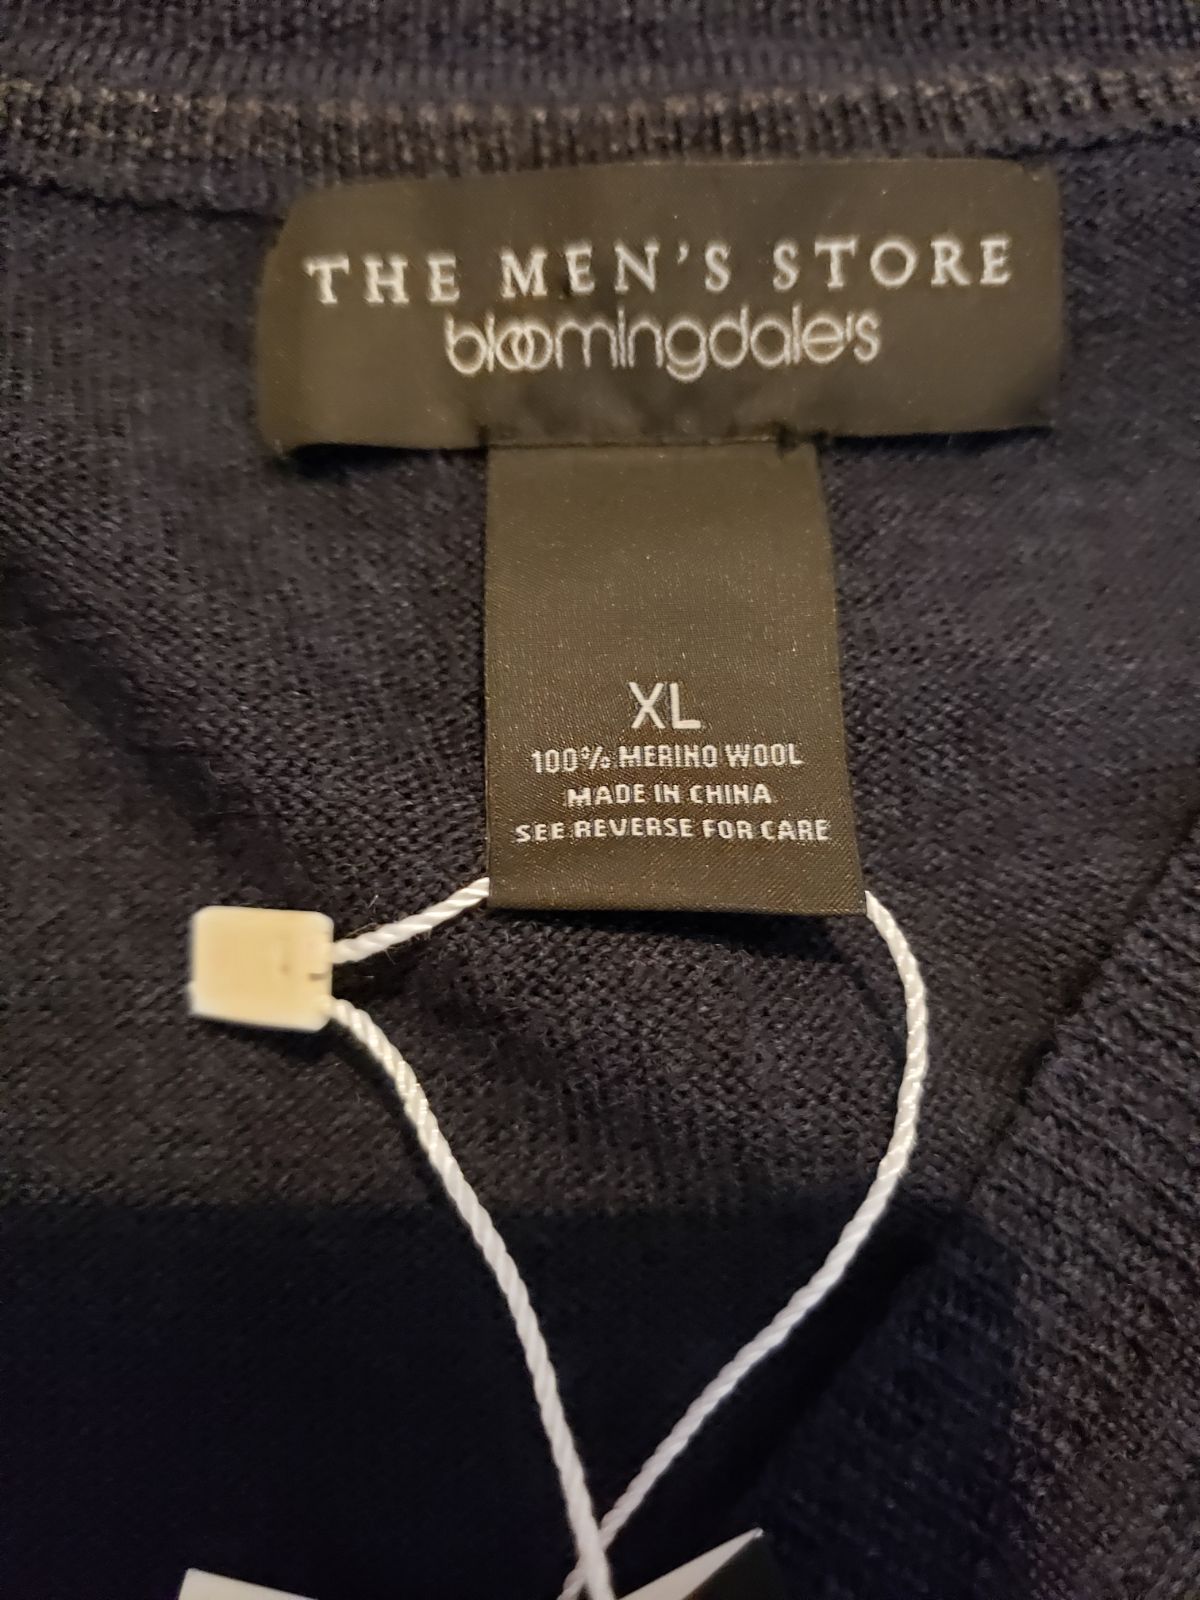 THE MEN'S STORE
bloomingdale's
XL
100% MERINO WOOL
MADE IN CHINA
SEE REVERSE FOR CARE